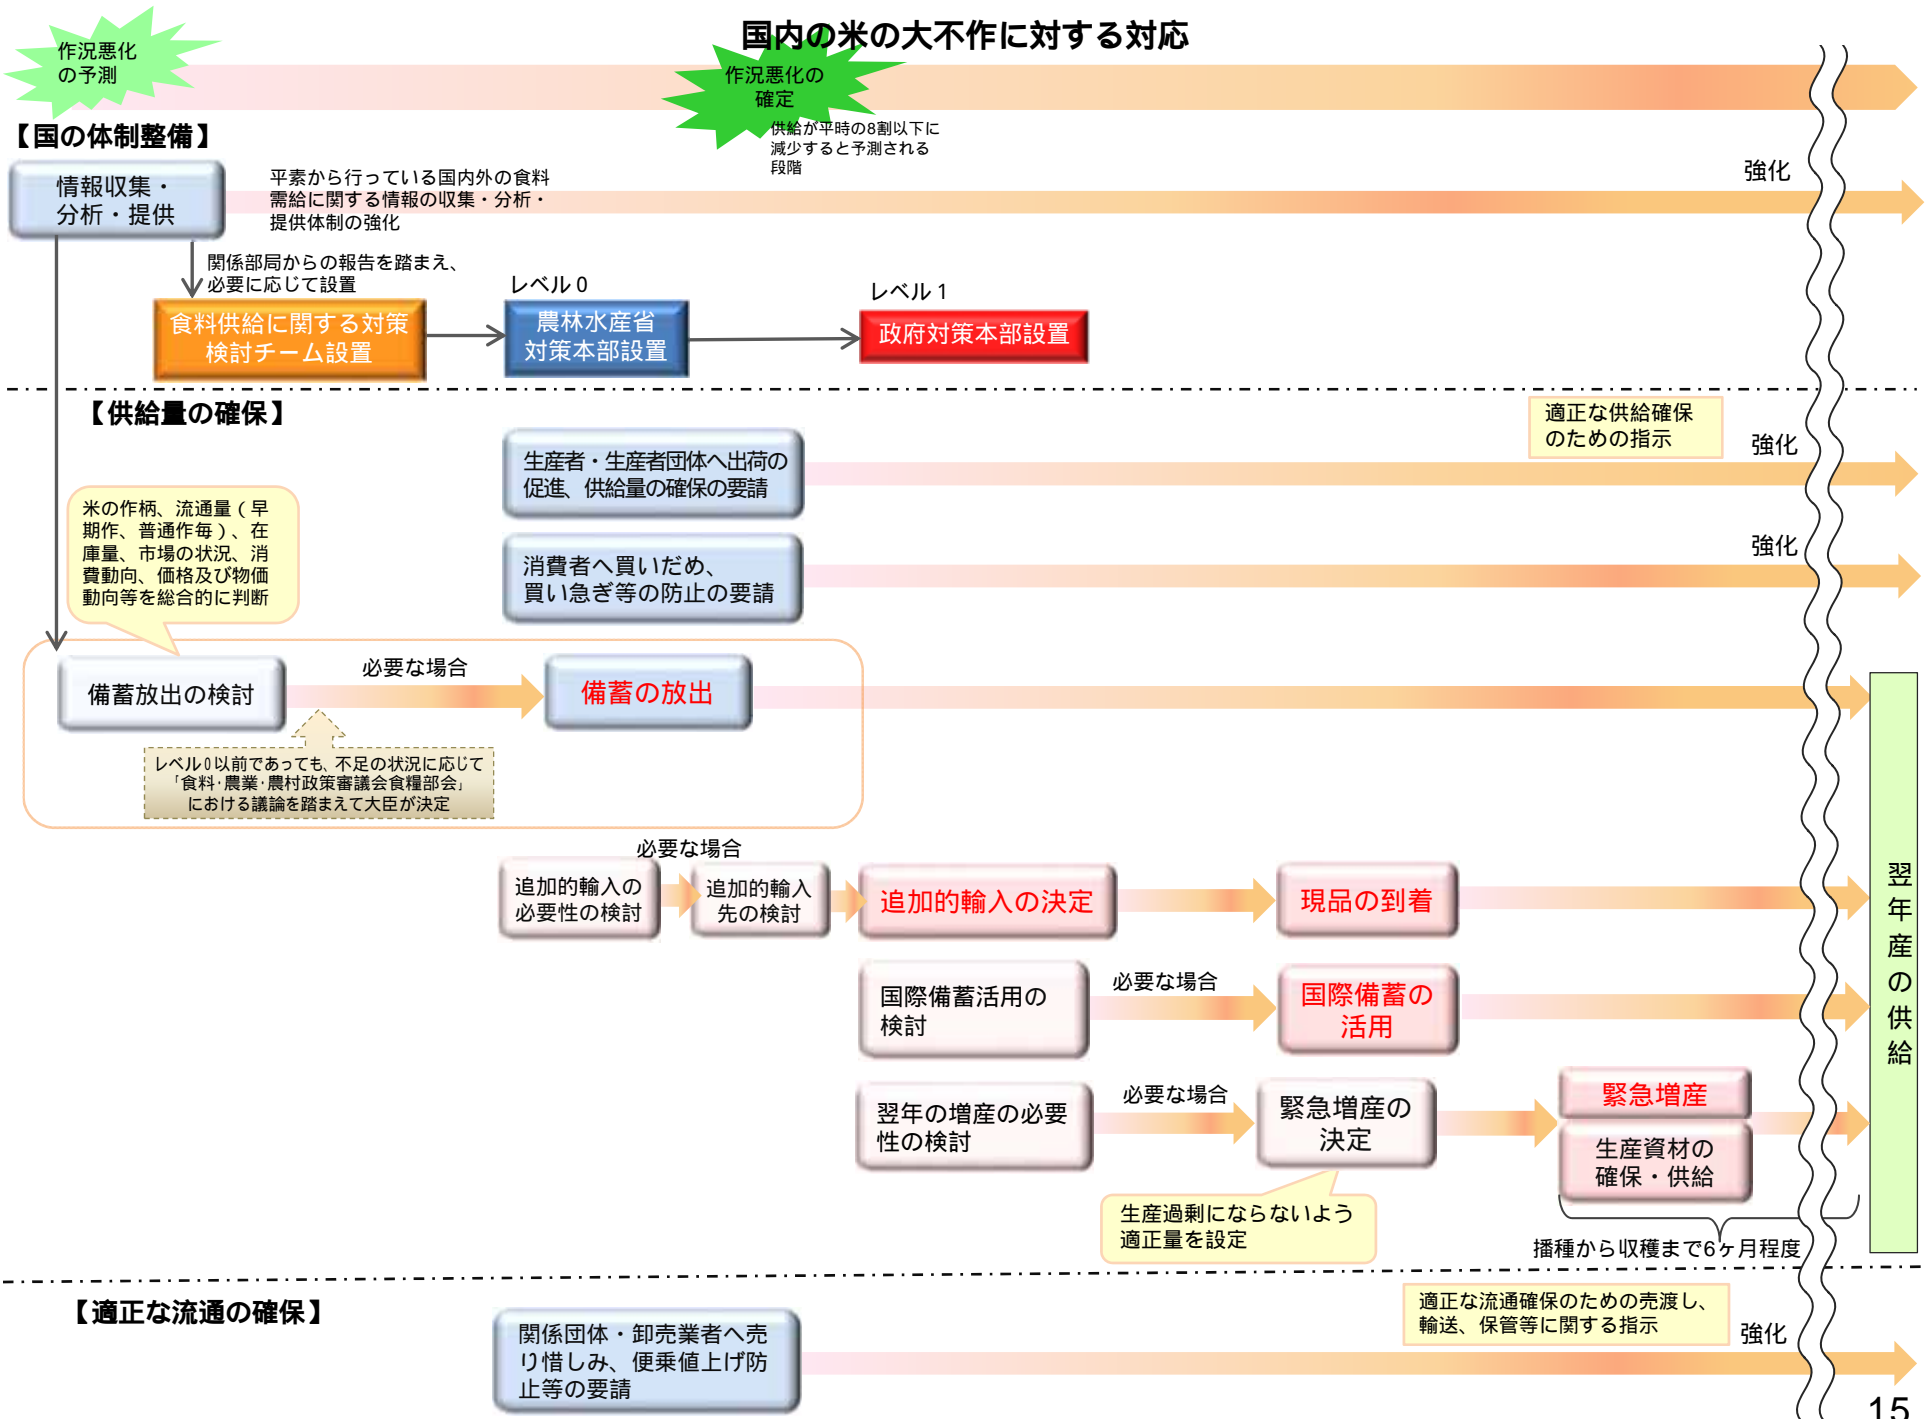 国内の米の大不作に対する対応
作況悪化
の予測
作況悪化の
確定
供給が平時の8割以下に
減少すると予測される
段階
【国の体制整備】
情報収集・
分析・提供
平素から行っている国内外の食料
需給に関する情報の収集・分析・
提供体制の強化
強化
関係部局からの報告を踏まえ、
必要に応じて設置
食料供給に関する対策
検討チーム設置
レベル0
農林水産省
対策本部設置
レベル1
政府対策本部設置
【供給量の確保】
生産者・生産者団体へ出荷の
促進、供給量の確保の要請
適正な供給確保
のための指示
強化
消費者へ買いだめ、
買い急ぎ等の防止の要請
強化
米の作柄、流通量（早
期作、普通作毎）、在
庫量、市場の状況、消
費動向、価格及び物価
動向等を総合的に判断
備蓄放出の検討
必要な場合
備蓄の放出
レベル0以前であっても、不足の状況に応じて
「食料・農業・農村政策審議会食糧部会」
における議論を踏まえて大臣が決定
必要な場合
追加的輸入の
必要性の検討
追加的輸入
先の検討
追加的輸入の決定
現品の到着
国際備蓄活用の
検討
必要な場合
国際備蓄の
活用
翌年の増産の必要
性の検討
必要な場合
緊急増産の
決定
緊急増産
生産資材の
確保・供給
生産過剰にならないよう
適正量を設定
播種から収穫まで6ヶ月程度
翌年産の供給
【適正な流通の確保】
関係団体・卸売業者へ売
り惜しみ、便乗値上げ防
止等の要請
適正な流通確保のための売渡し、
輸送、保管等に関する指示
強化
15